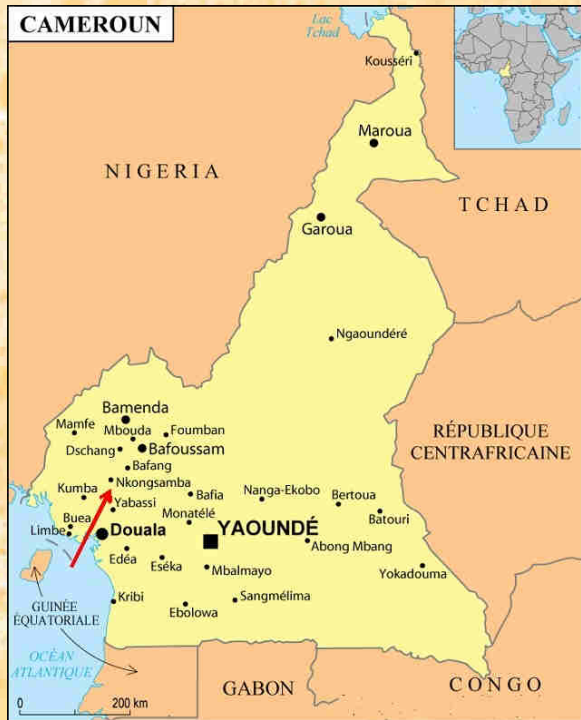 CAMEROUN
Lac
Tchad
Kousséri
Maroua
NIGERIA
TCHAD
Garoua
Ngaoundéré
Bamenda
Mamfe
Mbouda
Foumban
Dschang
Bafoussam
RÉPUBLIQUE
CENTRAFRICAINE
Bafang
Nkongsamba
Kumba
Bafia
Nanga-Ekobo
Bertoua
Yabassi
Batouri
Buea
Monatélé
Limbe
Douala
YAOUNDÉ
Abong Mbang
Edéa
Eséka
Mbalmayo
Yokadouma
Kribi
Ebolowa
Sangmélima
GUINÉE
ÉQUATORIALE
OCÉAN
ATLANTIQUE
GABON
CONGO
0
200 km